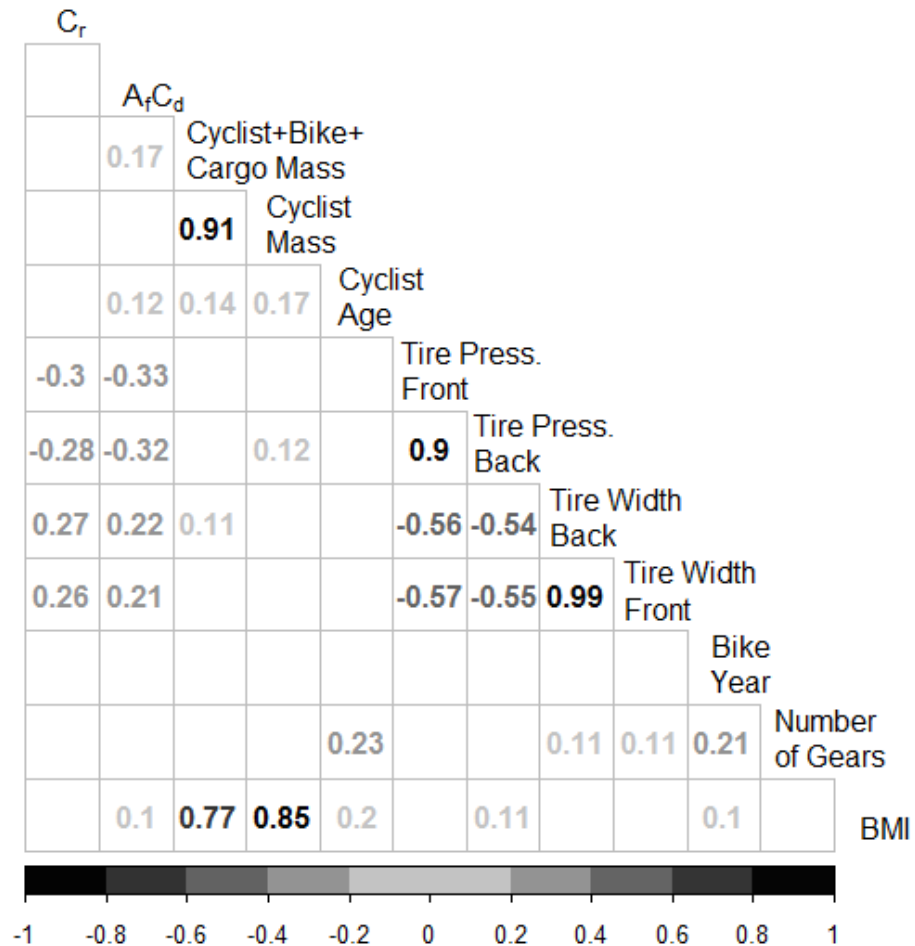 C_r
A_fC_d
0.17 Cyclist+Bike+
Cargo Mass
0.91 Cyclist
Mass
0.12 0.14 0.17 Cyclist
Age
-0.3 -0.33 Tire Press.
Front
-0.28 -0.32 0.12 0.9 Tire Press.
Back
0.27 0.22 0.11 -0.56 -0.54 Tire Width
Back
0.26 0.21 -0.57 -0.55 0.99 Tire Width
Front
Bike
Year
0.23 0.11 0.11 0.21 Number
of Gears
0.1 0.77 0.85 0.2 0.11 0.1 BMI
-1 -0.8 -0.6 -0.4 -0.2 0 0.2 0.4 0.6 0.8 1